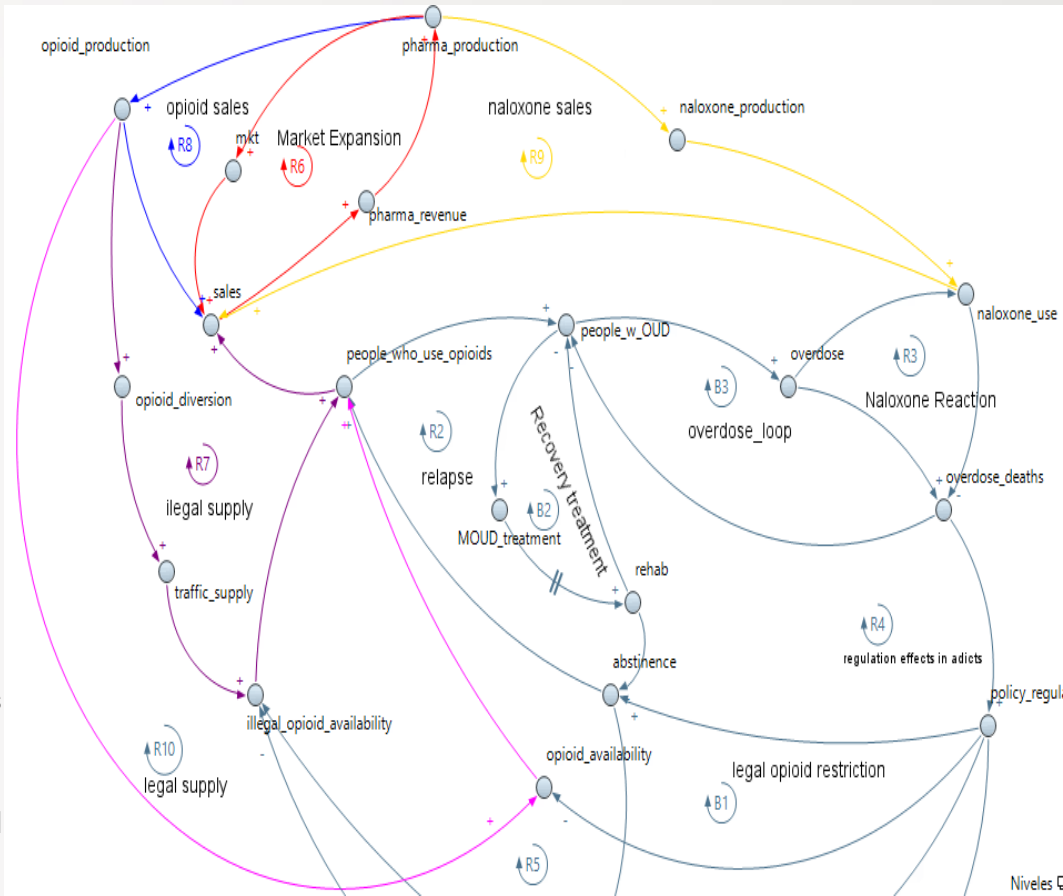 opioid_production
pharma_production
opioid sales
naloxone sales
naloxone_production
R8
mkt
Market Expansion
R6
R9
pharma_revenue
sales
naloxone_use
people_who_use_opioids
people_w_OUD
overdose
R3
opioid_diversion
B3
Naloxone Reaction
R2
overdose_loop
R7
relapse
Recovery treatment
overdose_deaths
ilegal supply
B2
MOUD_treatment
traffic_supply
rehab
R4
abstinence
regulation effects in adicts
policy_regula
illegal_opioid_availability
R10
opioid_availability
legal supply
legal opioid restriction
B1
R5
Niveles